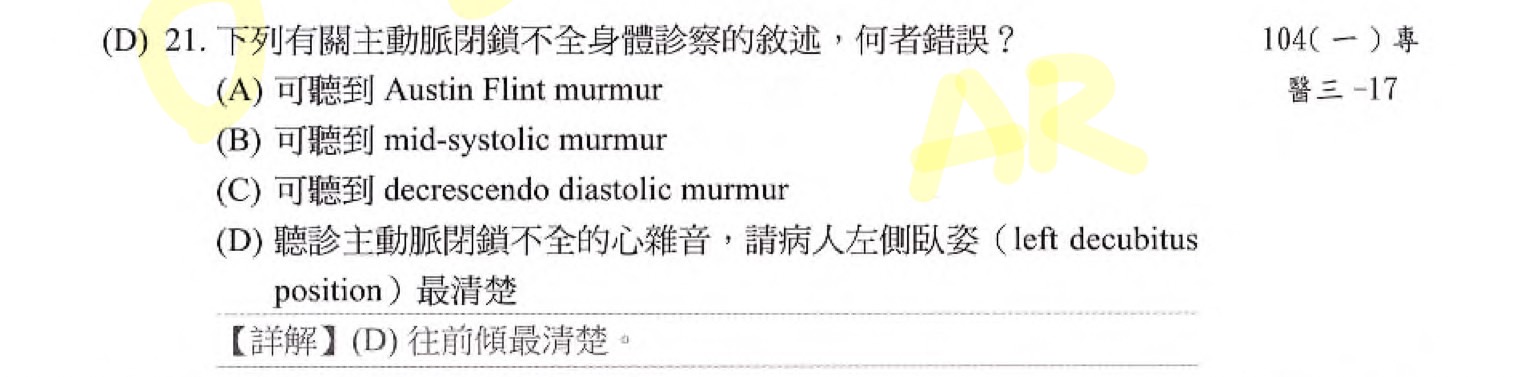 (D) 21. 下列有關主動脈閉鎖不全身體診察的敘述，何者錯誤？ 104(一)專
醫三-17
(A) 可聽到 Austin Flint murmur
(B) 可聽到 mid-systolic murmur
(C) 可聽到 decrescendo diastolic murmur
(D) 聽診主動脈閉鎖不全的心雜音，請病人左側臥姿（left decubitus
position）最清楚
【詳解】(D) 往前傾最清楚。
AR